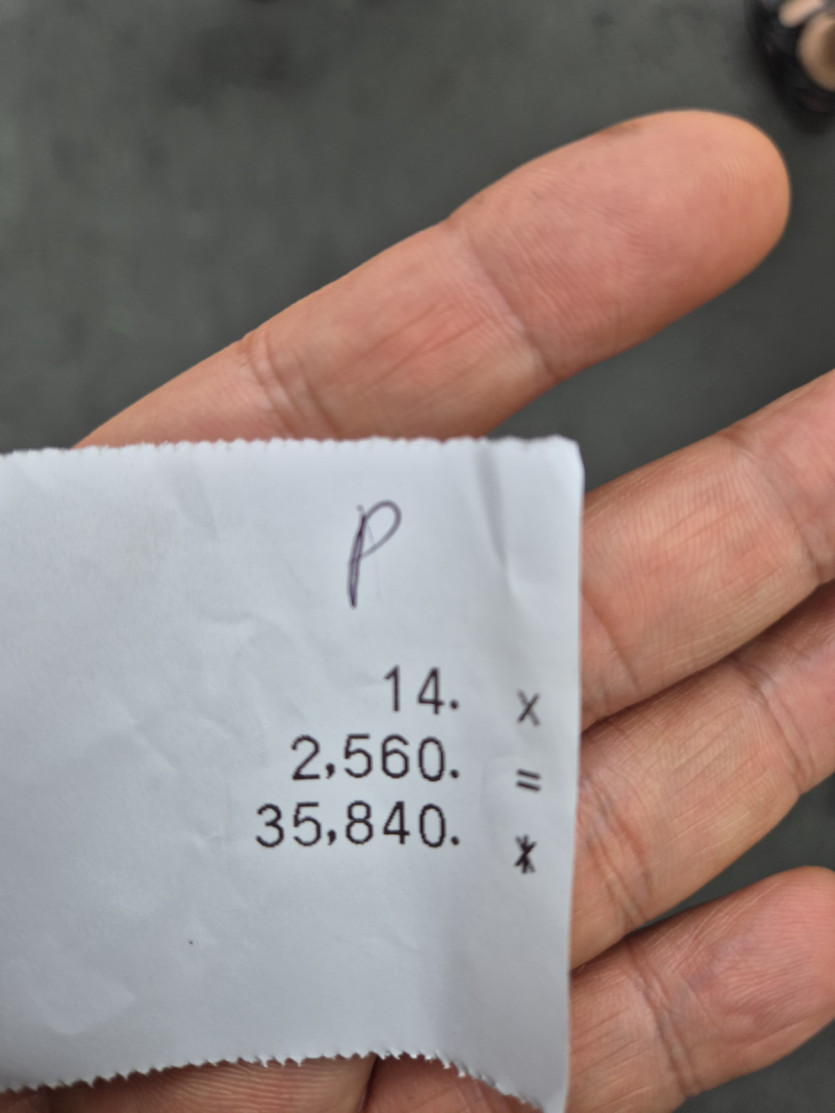 P
14. x
2,560. =
35,840. *